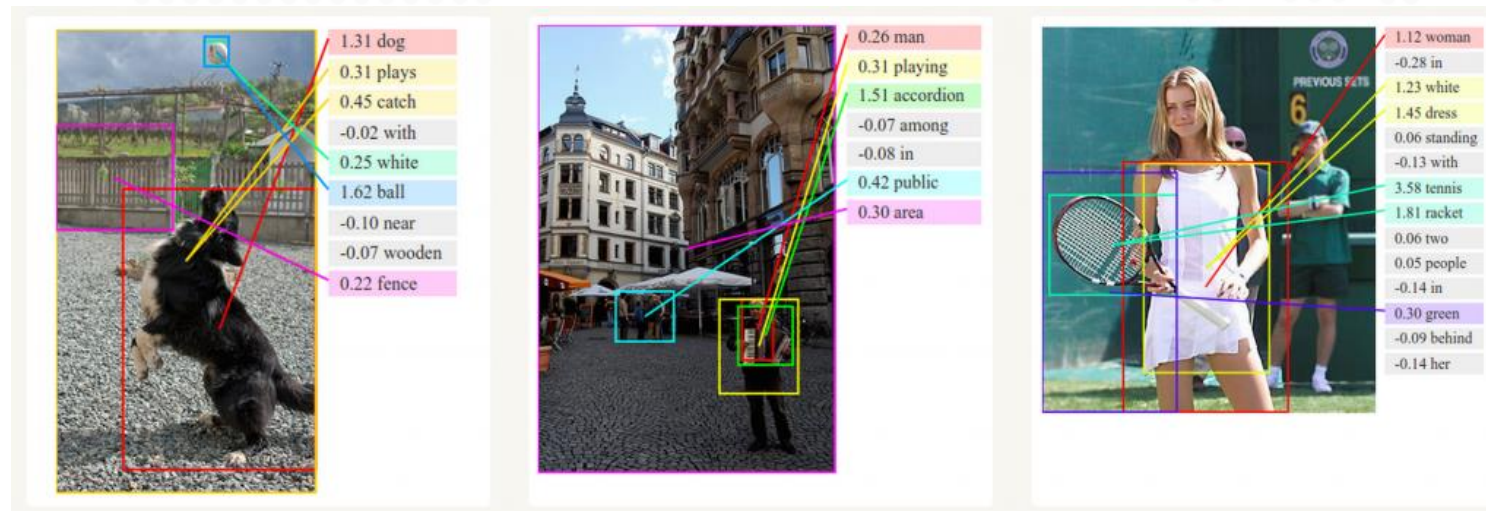 1.31 dog
0.31 plays
0.45 catch
-0.02 with
0.25 white
1.62 ball
-0.10 near
-0.07 wooden
0.22 fence
0.26 man
0.31 playing
1.51 accordion
-0.07 among
-0.08 in
0.42 public
0.30 area
PREVIOUS SETS
6
1.12 woman
-0.28 in
1.23 white
1.45 dress
0.06 standing
-0.13 with
3.58 tennis
1.81 racket
0.06 two
0.05 people
-0.14 in
0.30 green
-0.09 behind
-0.14 her